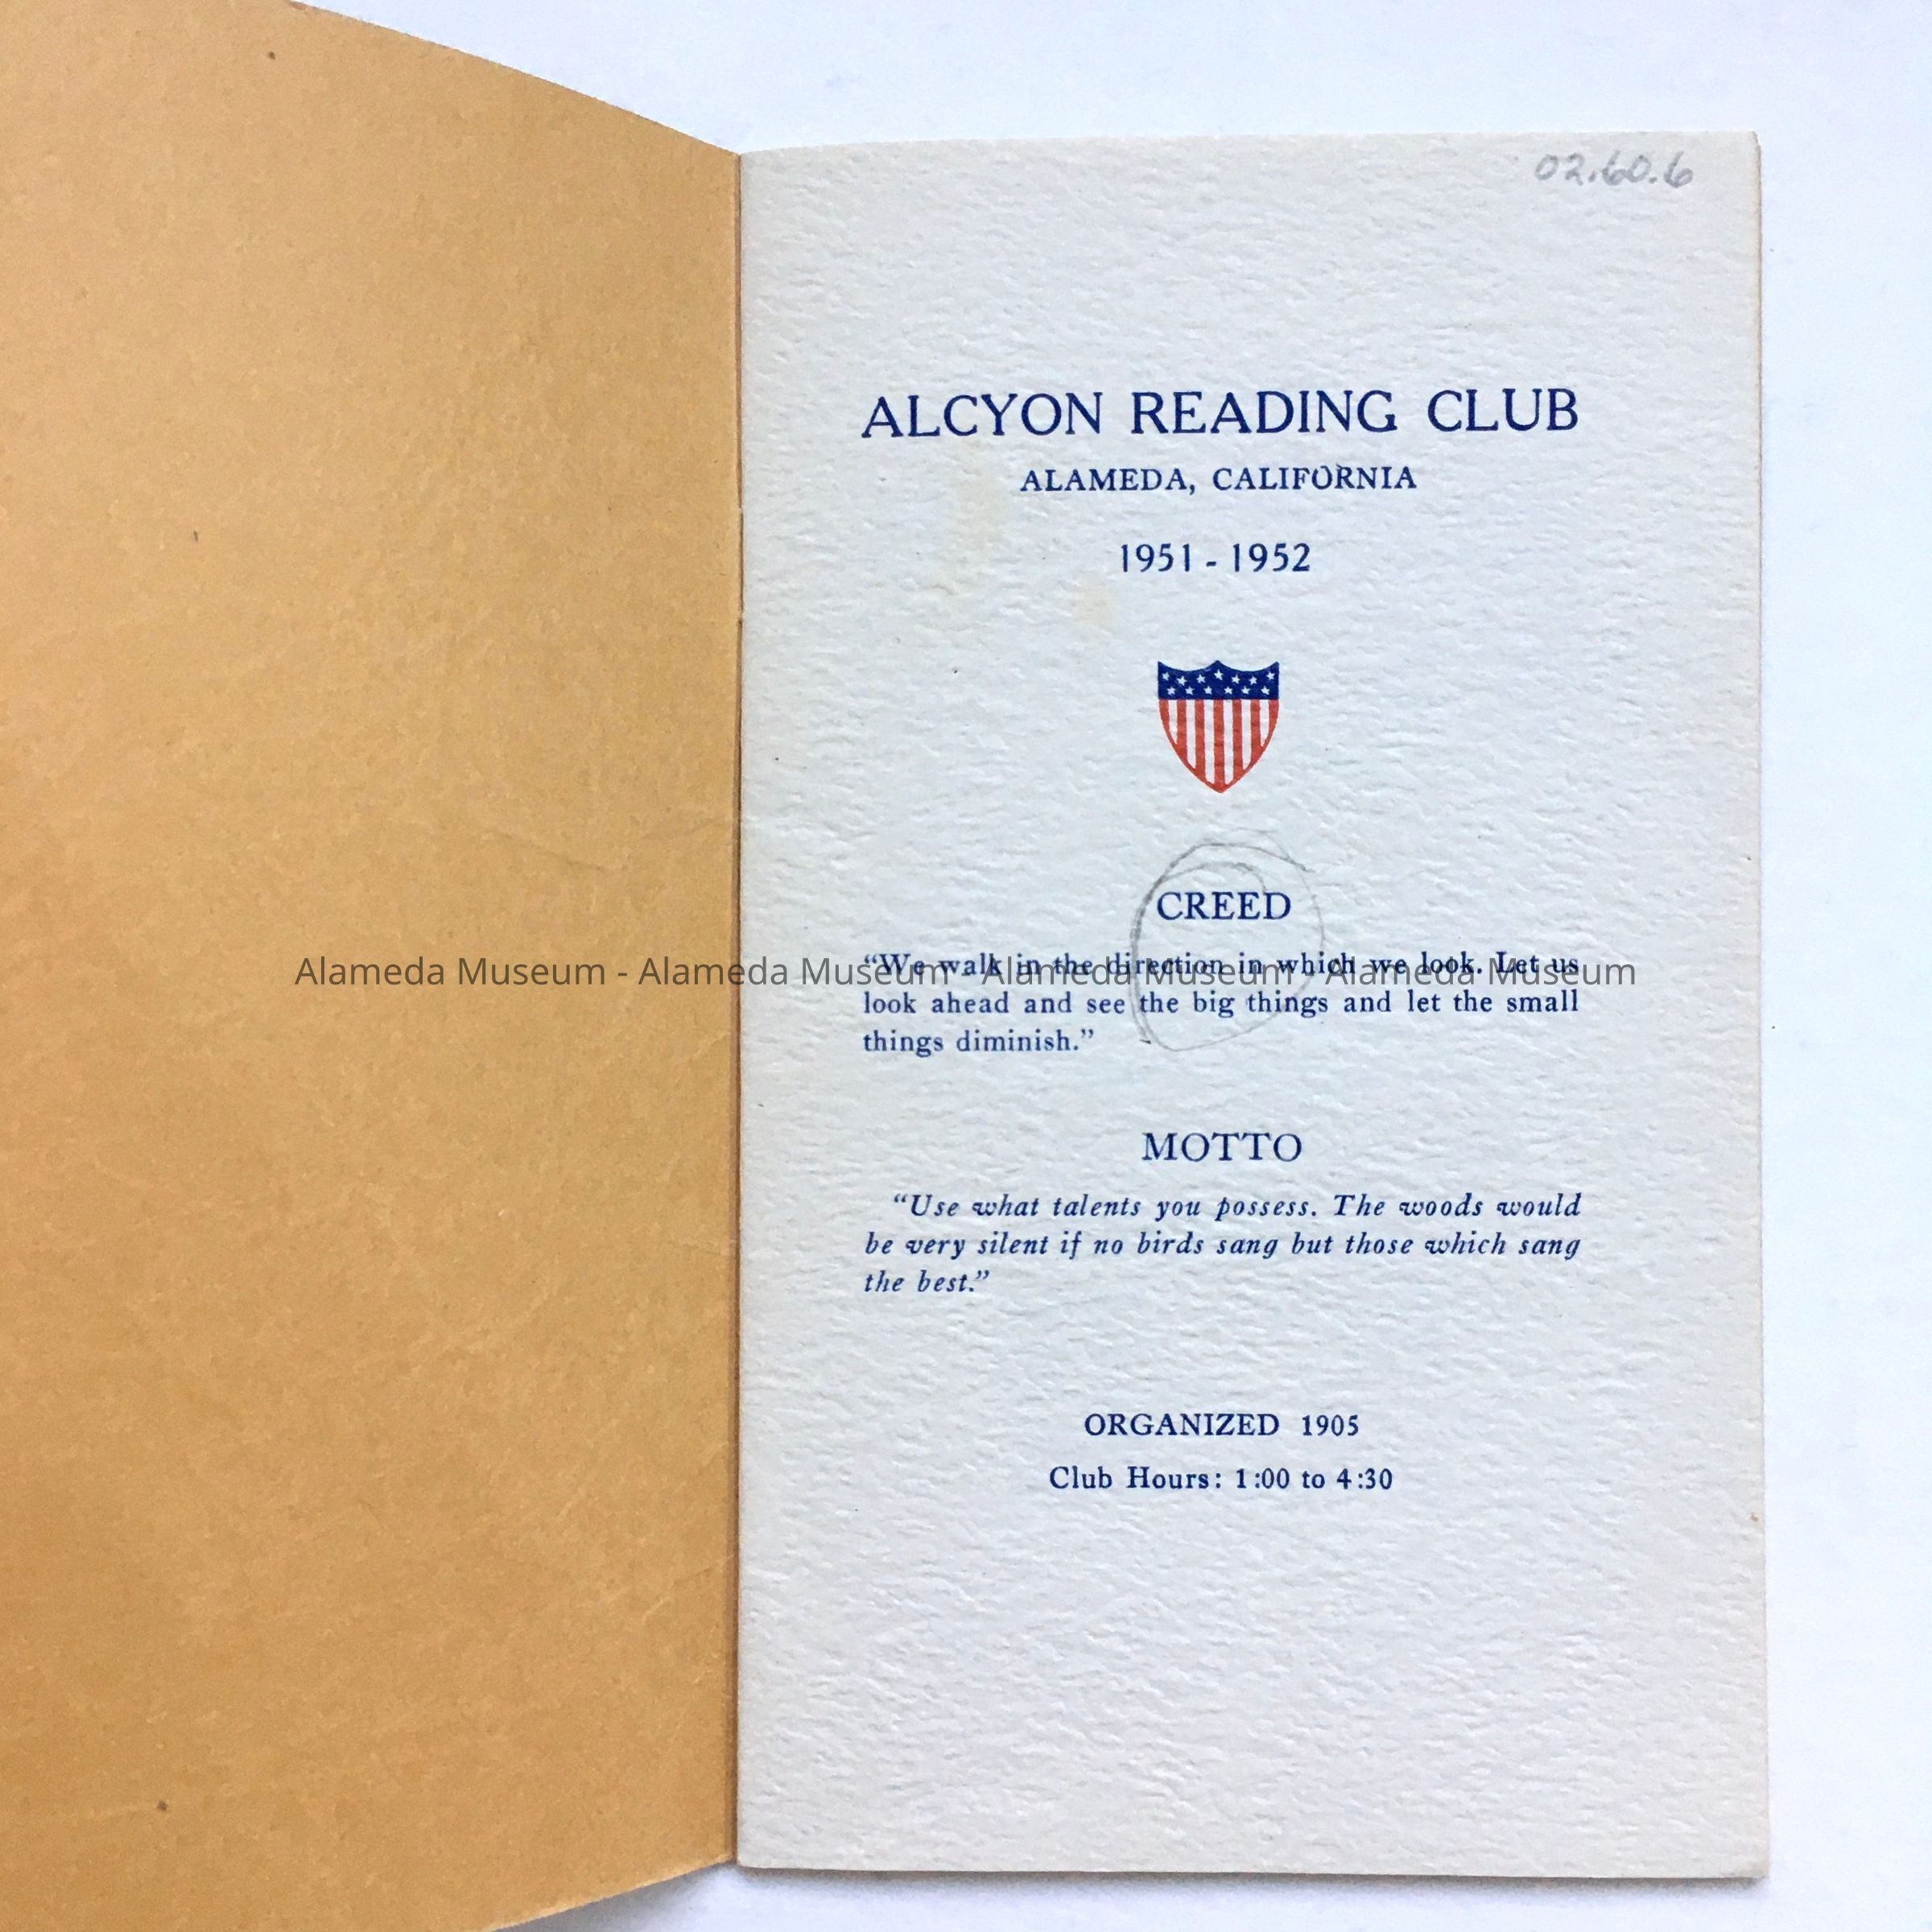 02.60.6
ALCYON READING CLUB
ALAMEDA, CALIFORNIA
1951 - 1952
CREED
“We walk in the direction in which we look. Let us
Alameda Museum - Alameda Museum - Alameda Museum - Alameda Museum
look ahead and see the big things and let the small
things diminish.”
MOTTO
“Use what talents you possess. The woods would
be very silent if no birds sang but those which sang
the best.”
ORGANIZED 1905
Club Hours: 1:00 to 4:30